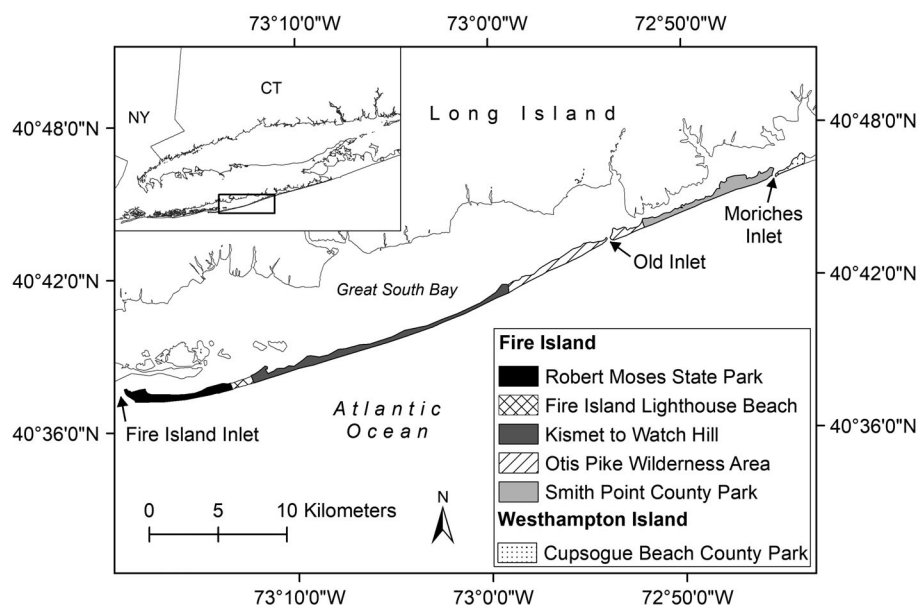 73°10'0"W
73°0'0"W
72°50'0"W
40°48'0"N
40°48'0"N
NY
CT
Long Island
Moriches
Inlet
Old Inlet
40°42'0"N
40°42'0"N
Great South Bay
Fire Island
Robert Moses State Park
Fire Island Lighthouse Beach
Kismet to Watch Hill
Otis Pike Wilderness Area
Smith Point County Park
Westhampton Island
Cupsogue Beach County Park
Atlantic
Ocean
Fire Island Inlet
40°36'0"N
40°36'0"N
N
0 5 10 Kilometers
73°10'0"W
73°0'0"W
72°50'0"W